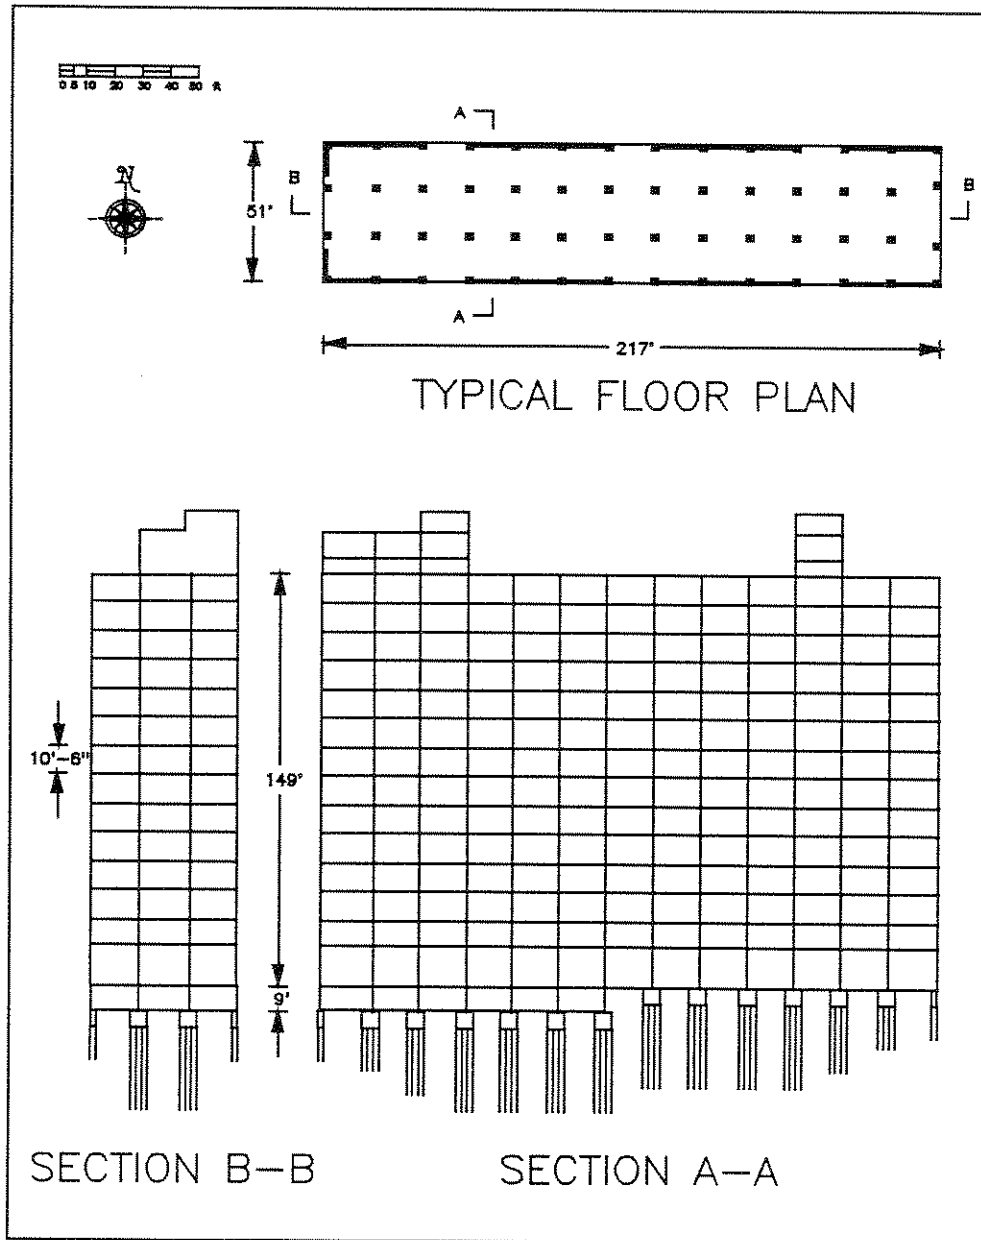 0 5 10 20 30 40 50 ft
N
A
B
51'
B
A
217'
TYPICAL FLOOR PLAN
10'-6"
149'
9'
SECTION B-B
SECTION A-A